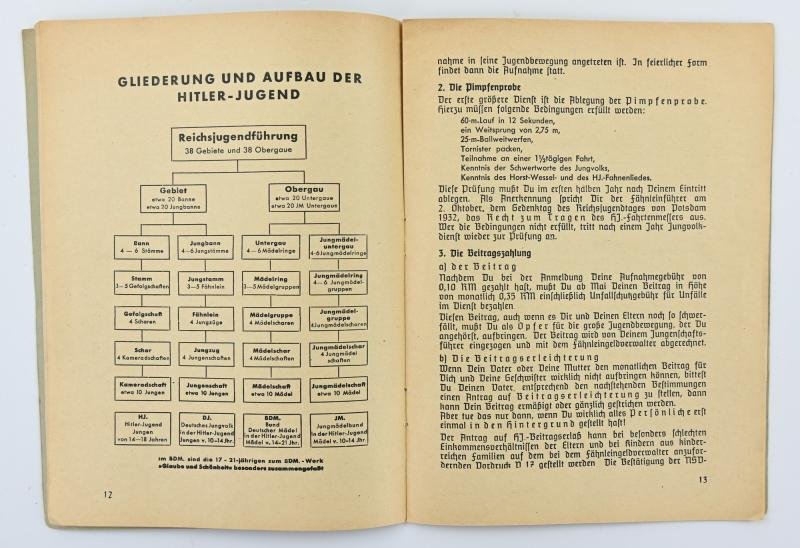 GLIEDERUNG UND AUFBAU DER
HITLER-JUGEND
Reichsjugendführung
38 Gebiete und 38 Obergaue
Gebiet
etwa 20 Banne
etwa 20 Jungbanne
Obergau
etwa 20 Untergaue
etwa 20 JM Untergaue
Bann
4 – 6 Stämme
Jungbann
4 – 6 Jungstämme
Untergau
4 – 6 Mädelringe
Jungmädel-
untergau
4-6 Jungmädelringe
Stamm
3–5 Gefolgschaften
Jungstamm
3–5 Fähnlein
Mädelring
3–5 Mädelgruppen
Jungmädelring
4 – 6 Jungmädel-
gruppen
Gefolgschaft
4 Scharen
Fähnlein
4 Jungzüge
Mädelgruppe
4 Mädelscharen
Jungmädel-
gruppe
4 Jungmädelscharen
Schar
4 Kameradschaften
Jungzug
4 Jungenschaften
Mädelschar
4 Mädelschaften
Jungmädelschar
4 Jungmädel
schaften
Kameradschaft
etwa 10 Jungen
Jungenschaft
etwa 10 Jungen
Mädelschaft
etwa 10 Mädel
Jungmädelschaft
etwa 10 Mädel
HJ.
Hitler-Jugend
Jungen
von 14—18 Jahren
DJ.
Deutsches Jungvolk
in der Hitler-Jugend
Jungen v. 10–14 Jhr.
BDM.
Bund
Deutscher Mädel
in der Hitler-Jugend
Mädel v. 14-21 Jhr.
JM.
Jungmädelbund
in der Hitler-Jugend
Mädel v. 10–14 Jhr.
Im BDM. sind die 17 - 21-jährigen zum BDM. -Werk
»Glaube und Schönheit« besonders zusammengefaßt
12
nahme in seine Jugendbewegung angetreten ist. In feierlicher Form
findet dann die Aufnahme statt.
2. Die Pimpfenprobe
Der erste größere Dienst ist die Ablegung der Pimpfenprobe.
Hierzu müssen folgende Bedingungen erfüllt werden:
60-m-Lauf in 12 Sekunden,
ein Weitsprung von 2,75 m,
25-m-Ballweitwerfen,
Tornister packen,
Teilnahme an einer 1½tägigen Fahrt,
Kenntnis der Schwertworte des Jungvolks,
Kenntnis des Horst-Wessel- und des HJ.-Fahnenliedes.
Diese Prüfung mußt Du im ersten halben Jahr nach Deinem Eintritt
ablegen. Als Anerkennung spricht Dir der Fähnleinführer am
2. Oktober, dem Gedenktag des Reichsjugendtages von Potsdam
1932, das Recht zum Tragen des HJ.-Fahrtenmessers aus.
Wer die Bedingungen nicht erfüllt, tritt nach einem Jahr Jungvolk-
dienst wieder zur Prüfung an.
3. Die Beitragszahlung
a) der Beitrag
Nachdem Du bei der Anmeldung Deine Aufnahmegebühr von
0,10 RM gezahlt hast, mußt Du ab Mai Deinen Beitrag in Höhe
von monatlich 0,35 RM einschließlich Unfallschutzgebühr für Unfälle
im Dienst bezahlen
Diesen Beitrag, auch wenn es Dir und Deinen Eltern noch so schwer-
fällt, mußt Du als Opfer für die große Jugendbewegung, der Du
angehörst, aufbringen. Der Beitrag wird von Deinem Jungenschafts-
führer eingezogen und mit dem Fähnleingeldverwalter abgerechnet.
b) Die Beitragserleichterung
Wenn Dein Vater oder Deine Mutter den monatlichen Beitrag für
Dich und Deine Geschwister wirklich nicht aufbringen können, bittest
Du Deinen Vater, entsprechend den nachstehenden Bestimmungen
einen Antrag auf Beitragserleichterung zu stellen, dann
kann Dein Beitrag ermäßigt oder gänzlich gestrichen werden.
Aber tue das nur dann, wenn Du wirklich alles Persönliche erst
einmal in den Hintergrund gestellt hast!
Der Antrag auf HJ.-Beitragserlaß kann bei besonders schlechten
Einkommensverhältnissen der Eltern und bei Kindern aus kinder-
reichen Familien auf dem bei dem Fähnleingeldverwalter anzufor-
dernden Vordruck V 17 gestellt werden Die Bestätigung der NSV-
13